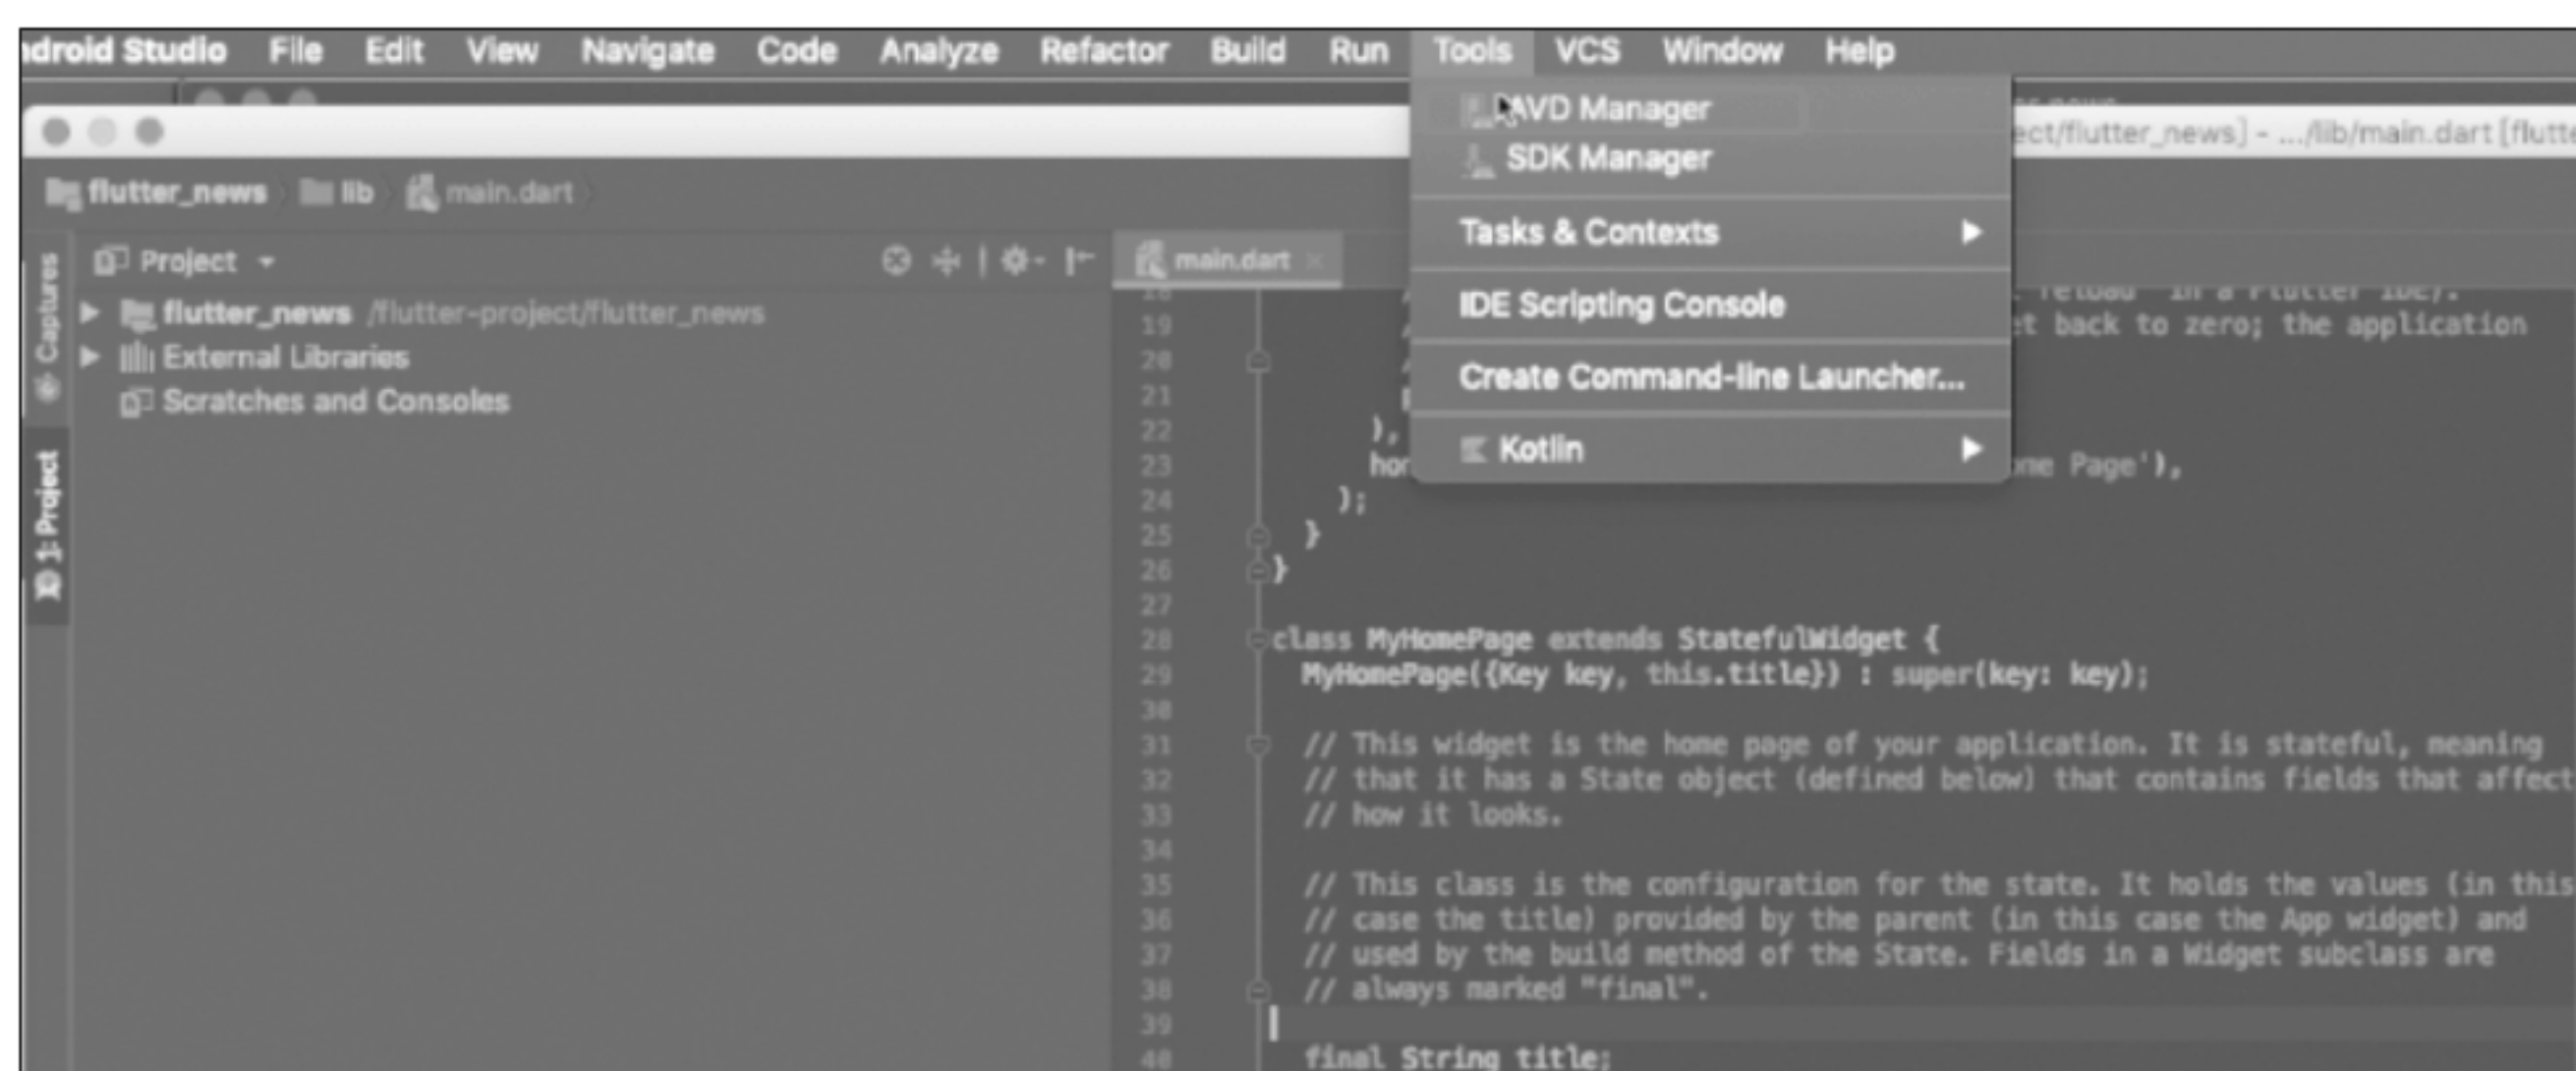 ndroid Studio File Edit View Navigate Code Analyze Refactor Build Run Tools VCS Window Help
AVD Manager
SDK Manager
Tasks & Contexts
IDE Scripting Console
Create Command-line Launcher...
Kotlin
ect/flutter_news] - .../lib/main.dart [flutte
flutter_news lib main.dart
Captures
1: Project
Project
flutter_news /flutter-project/flutter_news
External Libraries
Scratches and Consoles
main.dart
reload" in a Flutter IDE).
19 t back to zero; the application
20
21
22 ),
23 hor me Page'),
24 );
25 }
26 }
27
28 class MyHomePage extends StatefulWidget {
29 MyHomePage({Key key, this.title}) : super(key: key);
30
31 // This widget is the home page of your application. It is stateful, meaning
32 // that it has a State object (defined below) that contains fields that affect
33 // how it looks.
34
35 // This class is the configuration for the state. It holds the values (in this
36 // case the title) provided by the parent (in this case the App widget) and
37 // used by the build method of the State. Fields in a Widget subclass are
38 // always marked "final".
39
40 final String title;